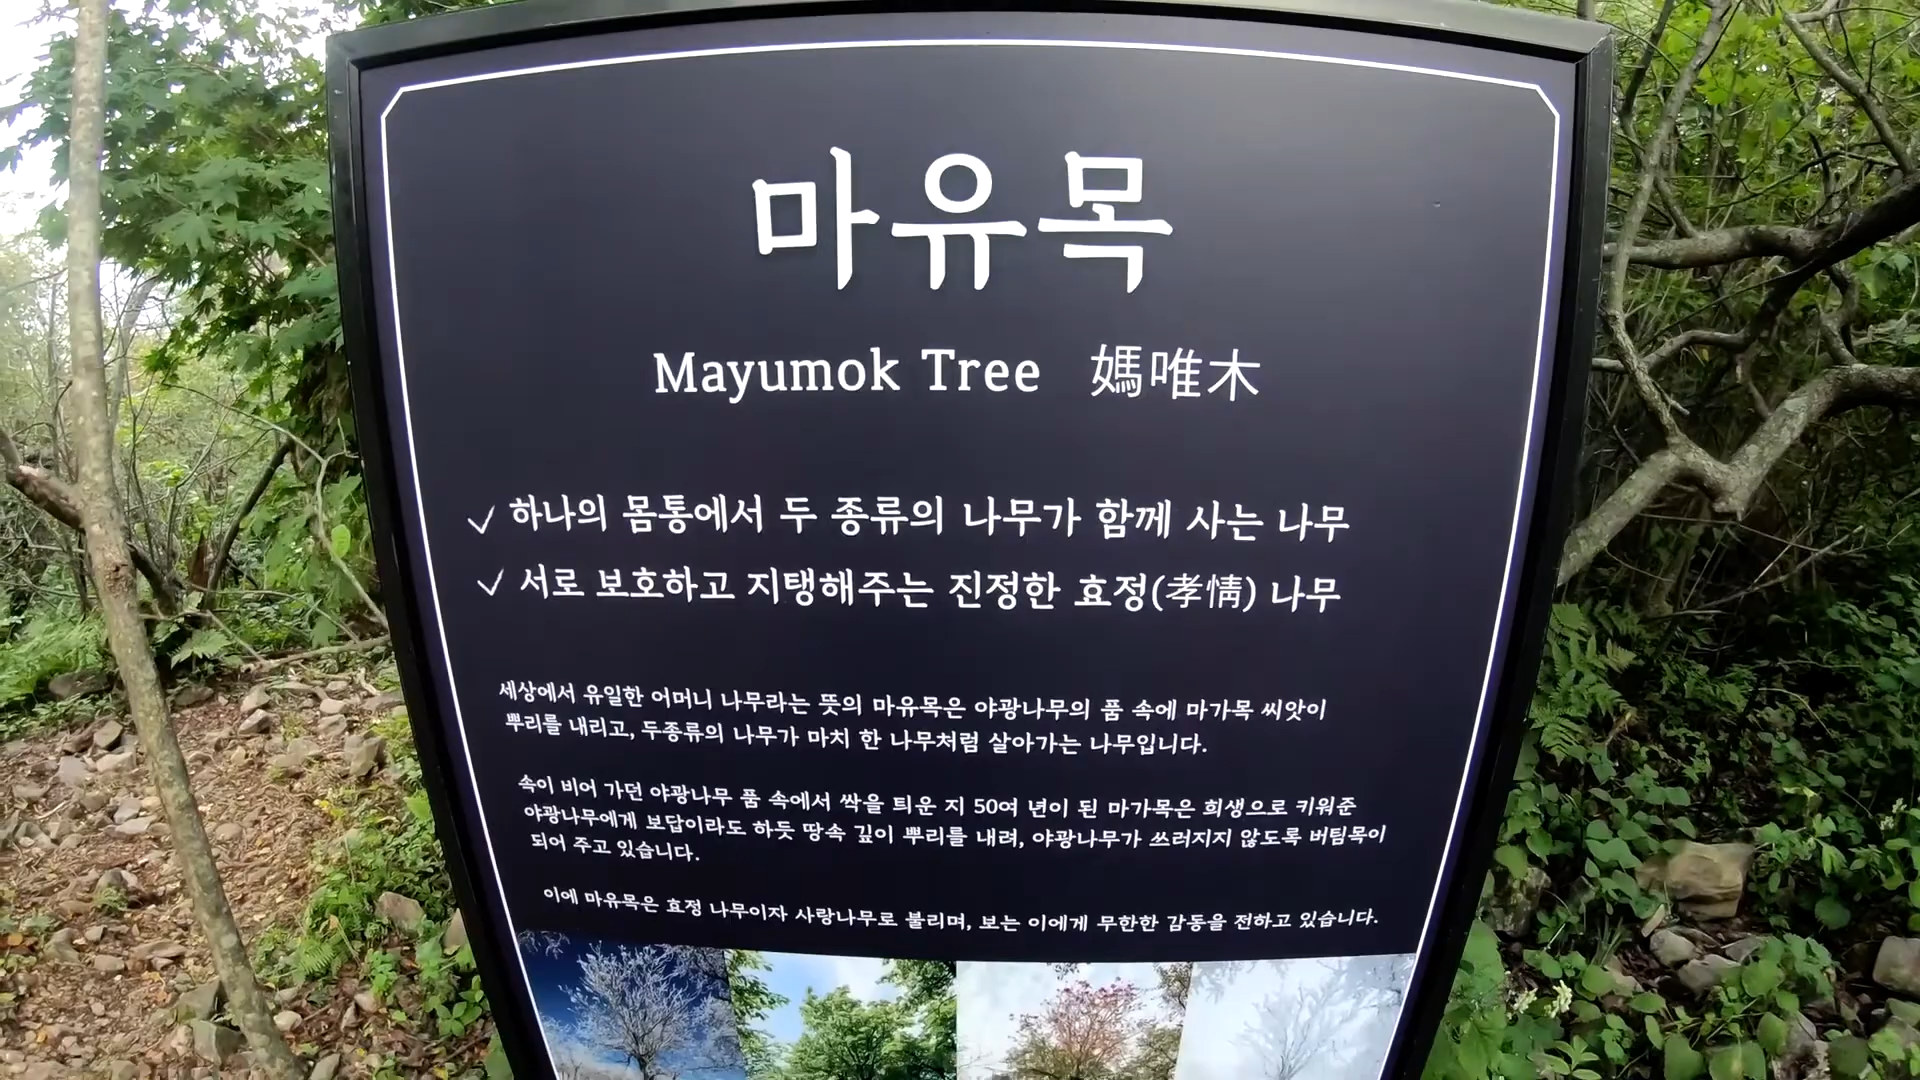 마유목
Mayumok Tree 媽唯木
✓ 하나의 몸통에서 두 종류의 나무가 함께 사는 나무
✓ 서로 보호하고 지탱해주는 진정한 효정(孝情) 나무
세상에서 유일한 어머니 나무라는 뜻의 마유목은 야광나무의 품 속에 마가목 씨앗이
뿌리를 내리고, 두종류의 나무가 마치 한 나무처럼 살아가는 나무입니다.
속이 비어 가던 야광나무 품 속에서 싹을 틔운 지 50여 년이 된 마가목은 희생으로 키워준
야광나무에게 보답이라도 하듯 땅속 깊이 뿌리를 내려, 야광나무가 쓰러지지 않도록 버팀목이
되어 주고 있습니다.
이에 마유목은 효정 나무이자 사랑나무로 불리며, 보는 이에게 무한한 감동을 전하고 있습니다.